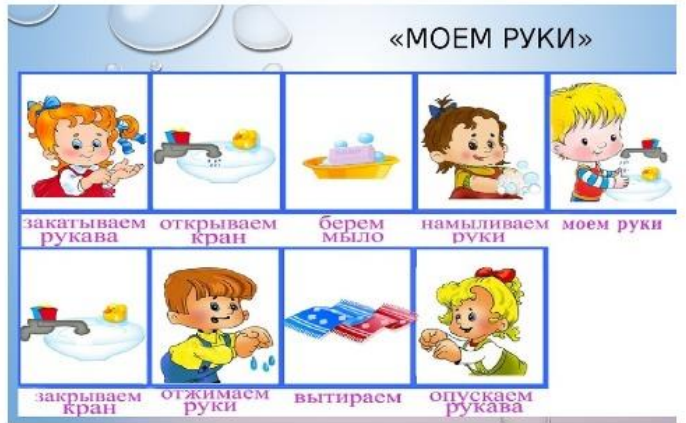 «МОЕМ РУКИ»
закатываем
рукава
открываем
кран
берем
мыло
намыливаем
руки
моем руки
закрываем
кран
отжимаем
руки
вытираем
опускаем
рукава